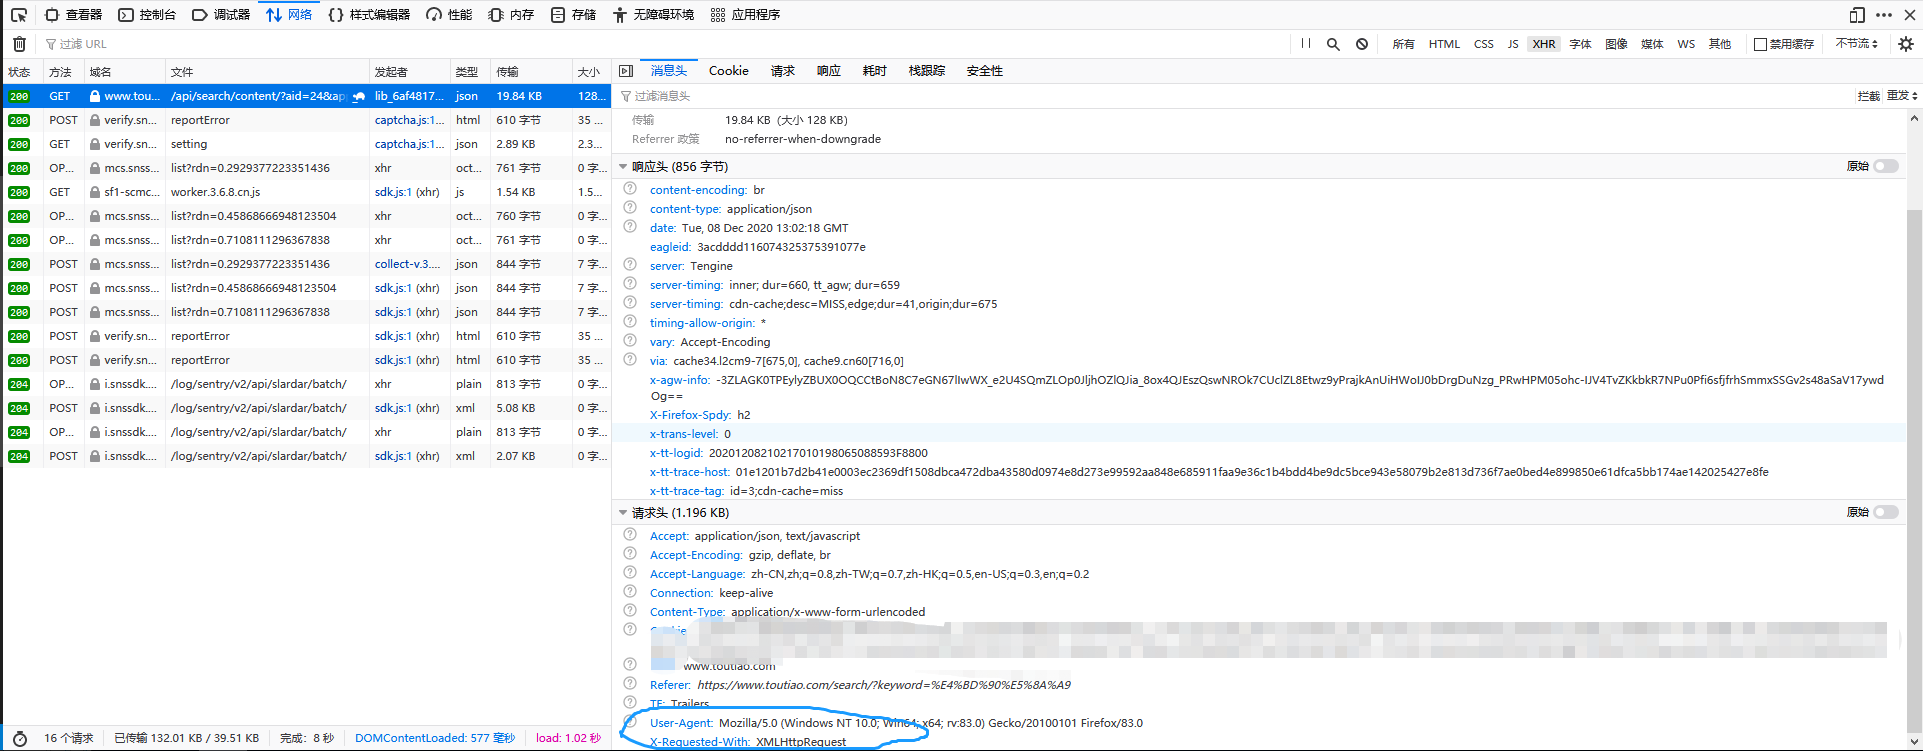 查看器 控制台 调试器 网络 样式编辑器 性能 内存 存储 无障碍环境 应用程序
过滤 URL 所有 HTML CSS JS XHR 字体 图像 媒体 WS 其他 禁用缓存 不节流
状态 方法 域名 文件 发起者 类型 传输 大小
200 GET www.tou... /api/search/content/?aid=24&ap lib_6af4817... json 19.84 KB 128...
200 POST verify.sn... reportError captcha.js:1... html 610 字节 35 ...
200 GET verify.sn... setting captcha.js:1... json 2.89 KB 2.3...
200 OP... mcs.snss... list?rdn=0.2929377223351436 xhr oct... 761 字节 0 字...
200 GET sf1-scmc... worker.3.6.8.cn.js sdk.js:1 (xhr) js 1.54 KB 1.5...
200 OP... mcs.snss... list?rdn=0.45868666948123504 xhr oct... 760 字节 0 字...
200 OP... mcs.snss... list?rdn=0.7108111296367838 xhr oct... 761 字节 0 字...
200 POST mcs.snss... list?rdn=0.2929377223351436 collect-v.3.... json 844 字节 7 字...
200 POST mcs.snss... list?rdn=0.45868666948123504 sdk.js:1 (xhr) json 844 字节 7 字...
200 POST mcs.snss... list?rdn=0.7108111296367838 sdk.js:1 (xhr) json 844 字节 7 字...
200 POST verify.sn... reportError sdk.js:1 (xhr) html 610 字节 35 ...
200 POST verify.sn... reportError sdk.js:1 (xhr) html 610 字节 35 ...
204 OP... i.snssdk.... /log/sentry/v2/api/slardar/batch/ xhr plain 813 字节 0 字...
204 POST i.snssdk.... /log/sentry/v2/api/slardar/batch/ sdk.js:1 (xhr) xml 5.08 KB 0 字...
204 OP... i.snssdk.... /log/sentry/v2/api/slardar/batch/ xhr plain 813 字节 0 字...
204 POST i.snssdk.... /log/sentry/v2/api/slardar/batch/ sdk.js:1 (xhr) xml 2.07 KB 0 字...
16 个请求 已传输 132.01 KB / 39.51 KB 完成: 8 秒 DOMContentLoaded: 577 毫秒 load: 1.02 秒
消息头 Cookie 请求 响应 耗时 栈跟踪 安全性
过滤消息头 拦截 重发
传输 19.84 KB (大小 128 KB)
Referrer 政策 no-referrer-when-downgrade
响应头 (856 字节) 原始
content-encoding: br
content-type: application/json
date: Tue, 08 Dec 2020 13:02:18 GMT
eagleid: 3acdddd116074325375391077e
server: Tengine
server-timing: inner; dur=660, tt_agw; dur=659
server-timing: cdn-cache;desc=MISS,edge;dur=41,origin;dur=675
timing-allow-origin: *
vary: Accept-Encoding
via: cache34.l2cm9-7[675,0], cache9.cn60[716,0]
x-agw-info: -3ZLAGK0TPEylyZBUX0OQCCtBoN8C7eGN67lIwWX_e2U4SQmZLOp0JljhOZlQJia_8ox4QJEszQswNROk7CUclZL8Etwz9yPrajkAnUiHWoIJ0bDrgDuNzg_PRwHPM05ohc-IJV4TvZKkbkR7NPu0Pfi6sfjfrhSmmxSSGv2s48aSaV17ywd
Og==
X-Firefox-Spdy: h2
x-trans-level: 0
x-tt-logid: 20201208210217010198065088593F8800
x-tt-trace-host: 01e1201b7d2b41e0003ec2369df1508dbca472dba43580d0974e8d273e99592aa848e685911faa9e36c1b4bdd4be9dc5bce943e58079b2e813d736f7ae0bed4e899850e61dfca5bb174ae142025427e8fe
x-tt-trace-tag: id=3;cdn-cache=miss
请求头 (1.196 KB) 原始
Accept: application/json, text/javascript
Accept-Encoding: gzip, deflate, br
Accept-Language: zh-CN,zh;q=0.8,zh-TW;q=0.7,zh-HK;q=0.5,en-US;q=0.3,en;q=0.2
Connection: keep-alive
Content-Type: application/x-www-form-urlencoded
Cookie
www.toutiao.com
Referer: https://www.toutiao.com/search/?keyword=%E4%BD%90%E5%8A%A9
TE: Trailers
User-Agent: Mozilla/5.0 (Windows NT 10.0; Win64; x64; rv:83.0) Gecko/20100101 Firefox/83.0
X-Requested-With: XMLHttpRequest